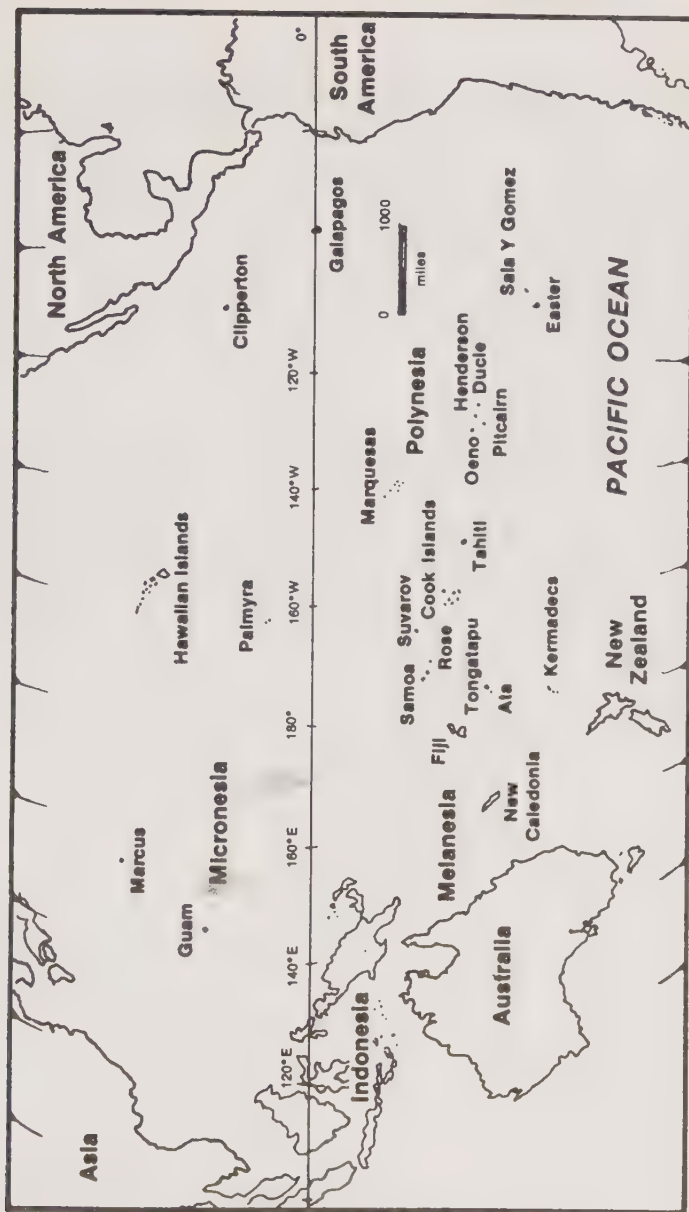 Asia
North America
Marcus
Guam
Micronesia
Hawaiian Islands
Palmyra
Clipperton
120°E
140°E
160°E
180°
160°W
140°W
120°W
0°
Indonesia
Galapagos
South
America
0
1000
miles
Marquesas
Polynesia
Samoa
Suvarov
Cook Islands
Rose
Tongatapu
Fiji
Melanesia
Tahiti
Oeno
Henderson
Ducie
Pitcairn
Sala Y Gomez
Easter
New
Caledonia
Ata
Kermadecs
Australia
New
Zealand
PACIFIC OCEAN